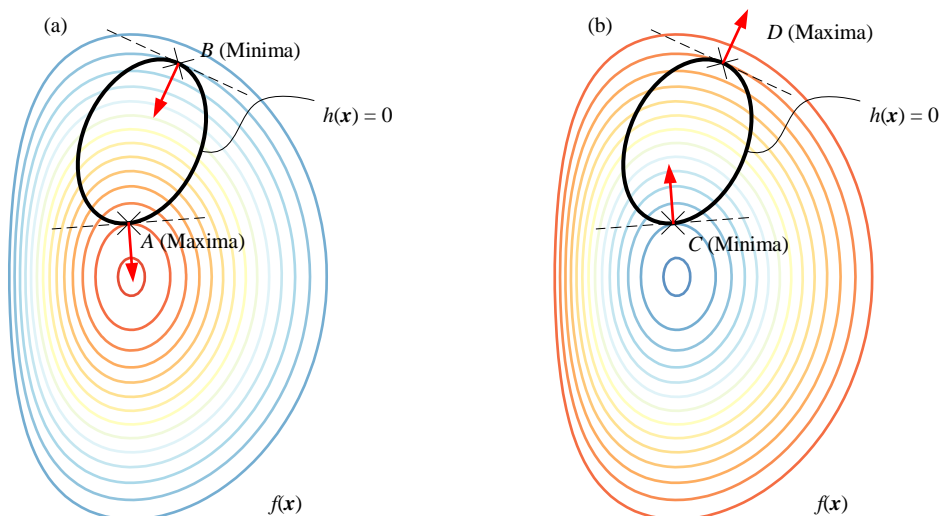 (a)
B (Minima)
h(x) = 0
A (Maxima)
f(x)
(b)
D (Maxima)
h(x) = 0
C (Minima)
f(x)